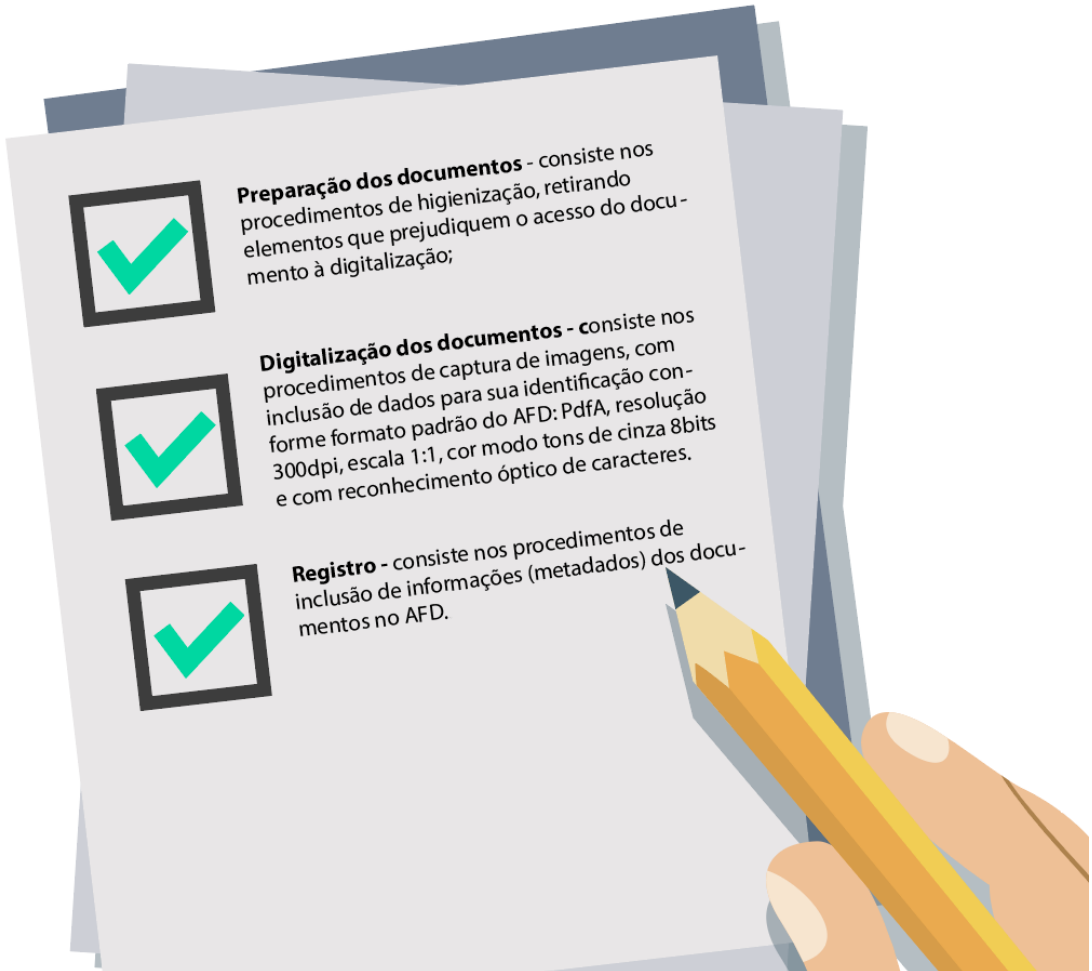 Preparação dos documentos - consiste nos
procedimentos de higienização, retirando
elementos que prejudiquem o acesso do docu-
mento à digitalização;
Digitalização dos documentos - consiste nos
procedimentos de captura de imagens, com
inclusão de dados para sua identificação con-
forme formato padrão do AFD: PdfA, resolução
300dpi, escala 1:1, cor modo tons de cinza 8bits
e com reconhecimento óptico de caracteres.
Registro - consiste nos procedimentos de
inclusão de informações (metadados) dos docu-
mentos no AFD.